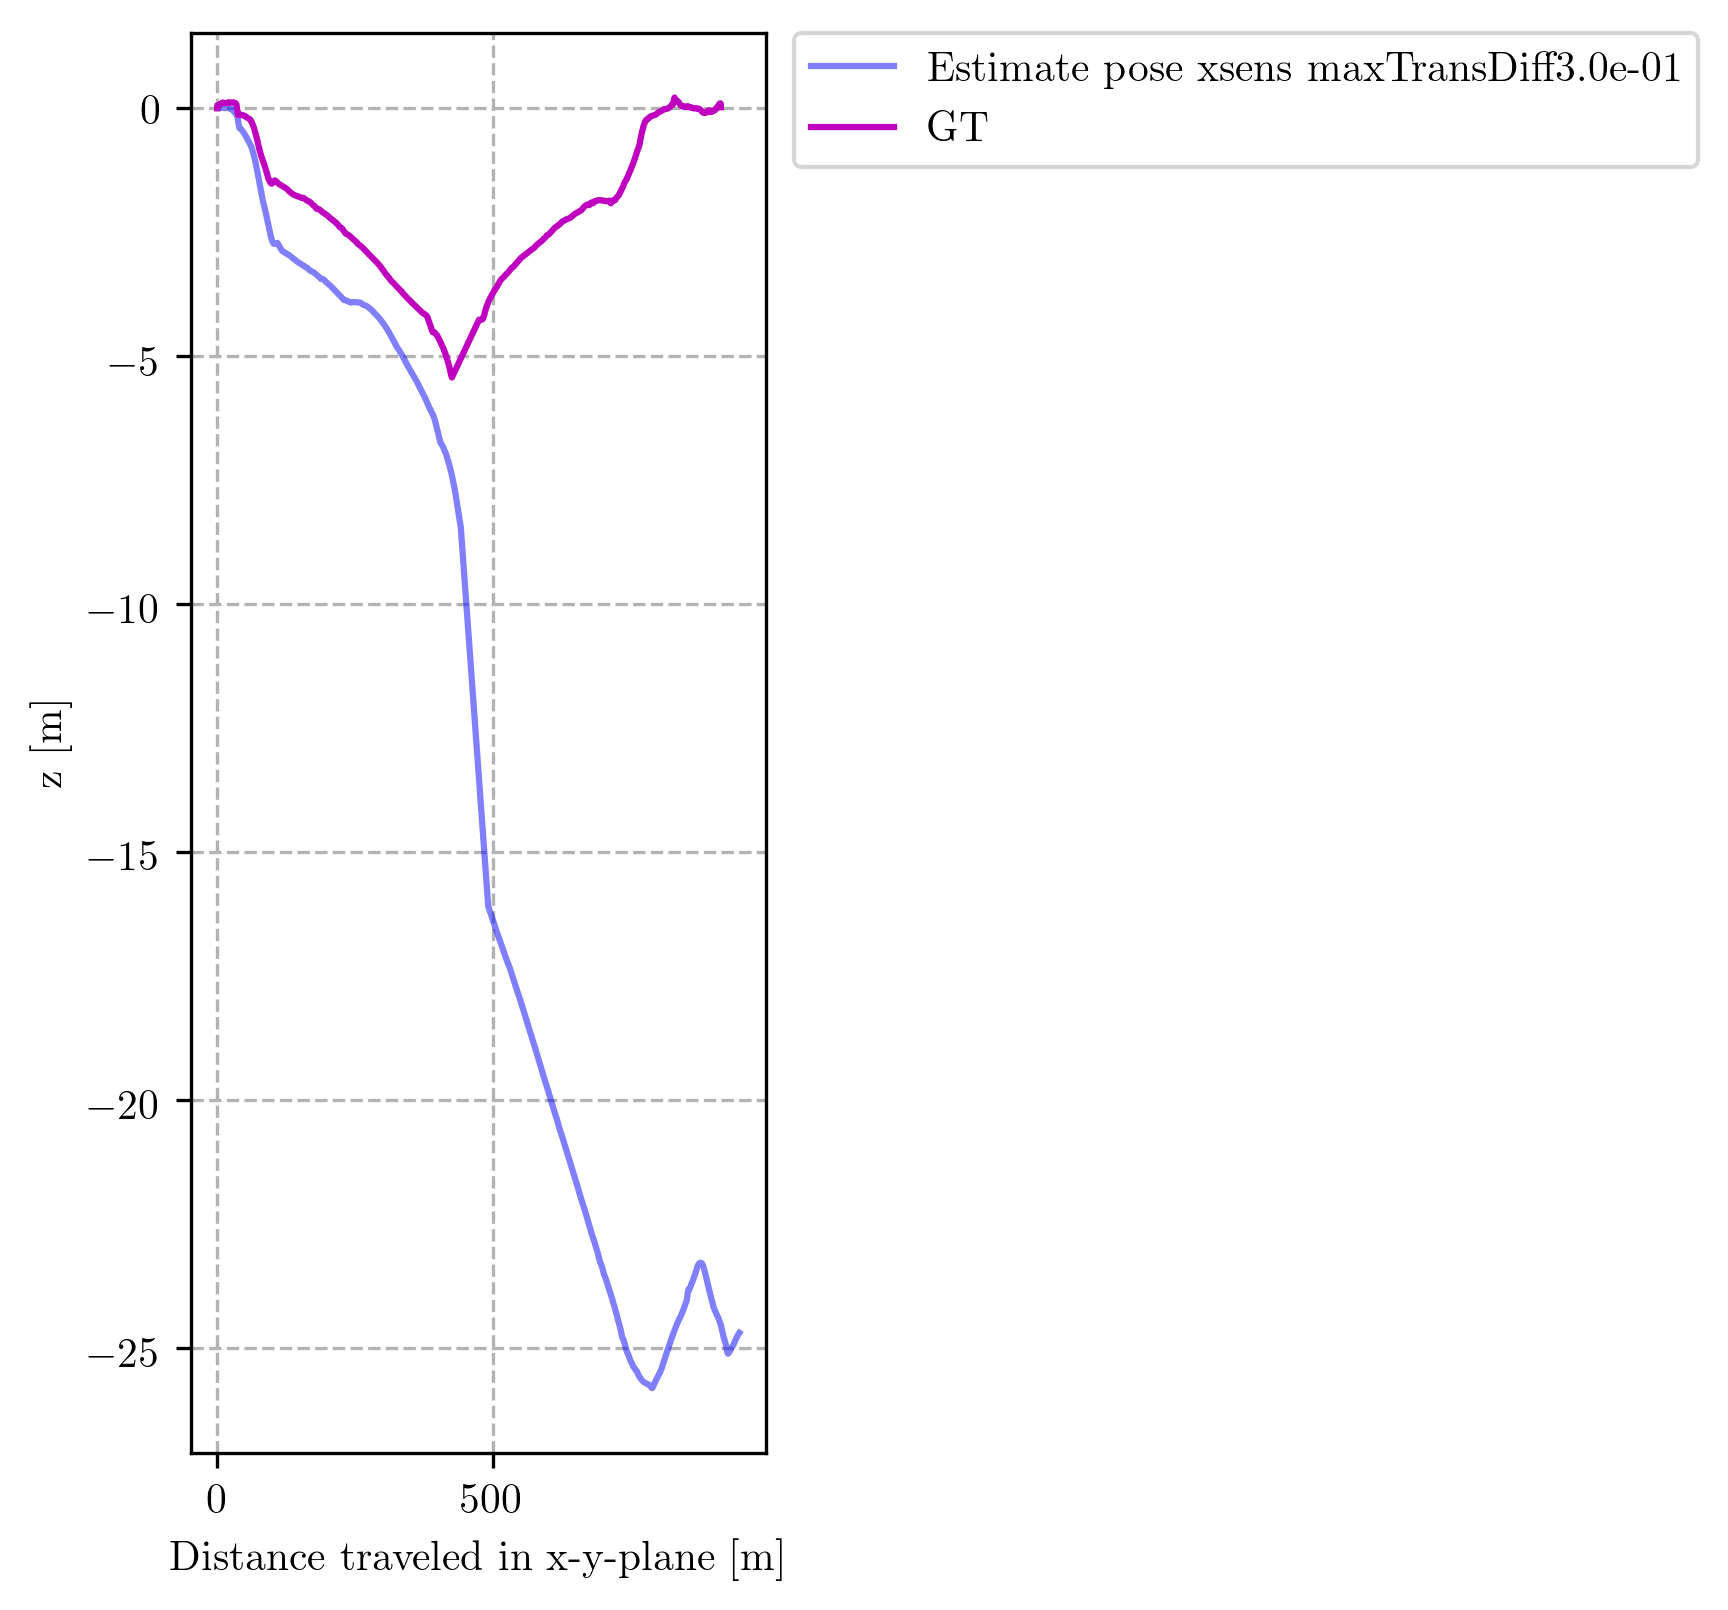 Estimate pose xsens maxTransDiff3.0e-01
GT
0
−5
−10
−15
−20
−25
z [m]
0 500
Distance traveled in x-y-plane [m]